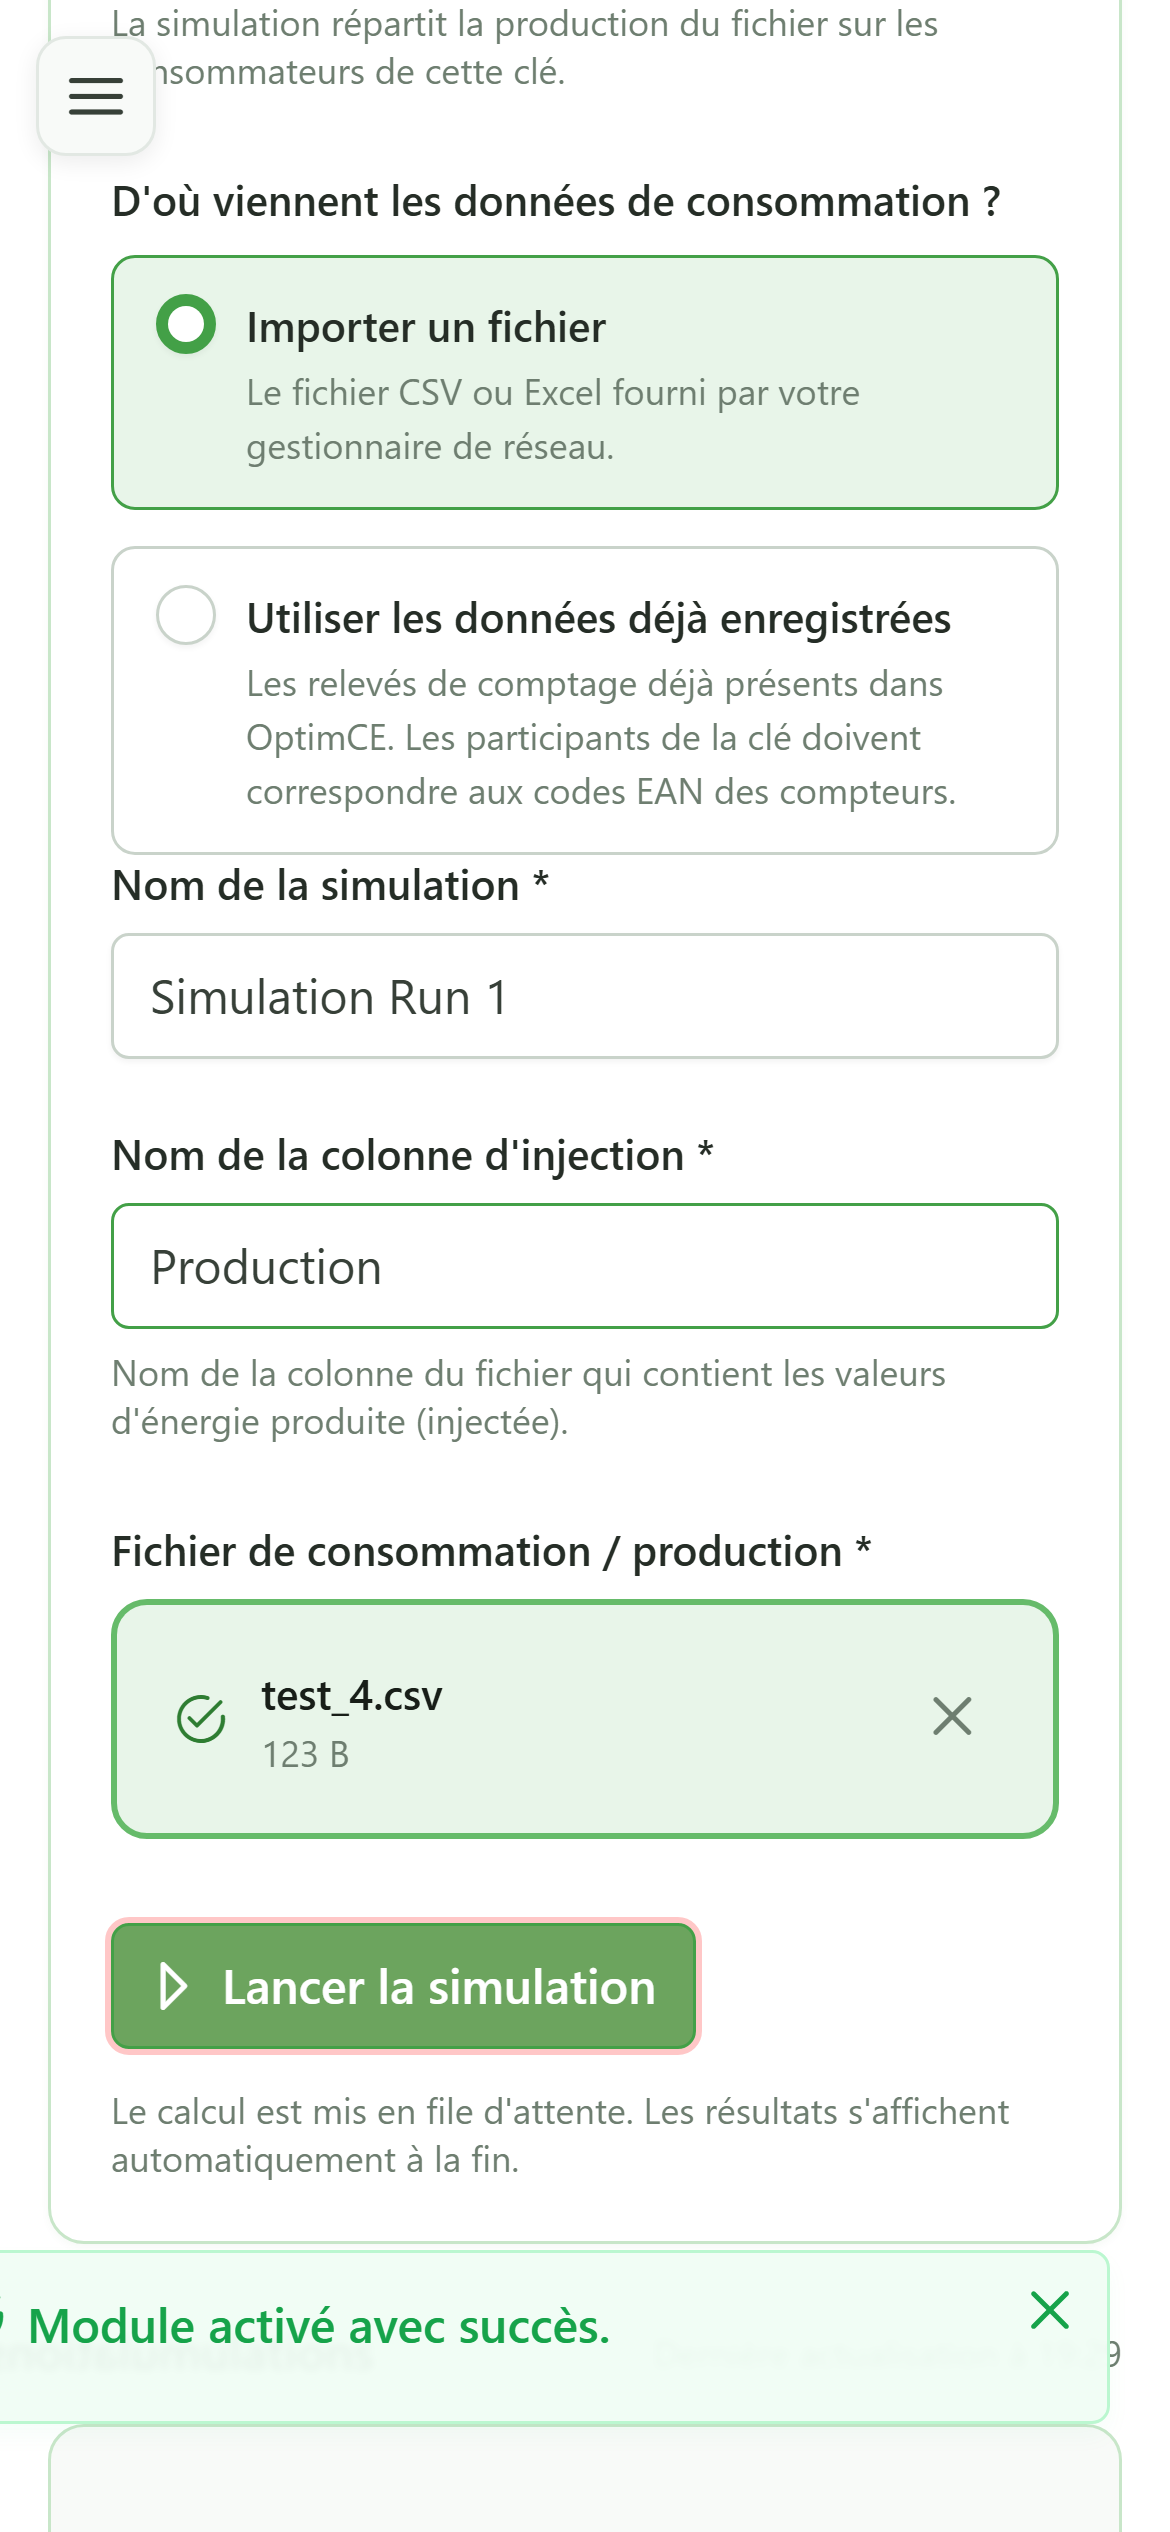 La simulation répartit la production du fichier sur les
nsommateurs de cette clé.
D'où viennent les données de consommation ?
Importer un fichier
Le fichier CSV ou Excel fourni par votre
gestionnaire de réseau.
Utiliser les données déjà enregistrées
Les relevés de comptage déjà présents dans
OptimCE. Les participants de la clé doivent
correspondre aux codes EAN des compteurs.
Nom de la simulation *
Simulation Run 1
Nom de la colonne d'injection *
Production
Nom de la colonne du fichier qui contient les valeurs
d'énergie produite (injectée).
Fichier de consommation / production *
test_4.csv
123 B
Lancer la simulation
Le calcul est mis en file d'attente. Les résultats s'affichent
automatiquement à la fin.
Module activé avec succès.
9